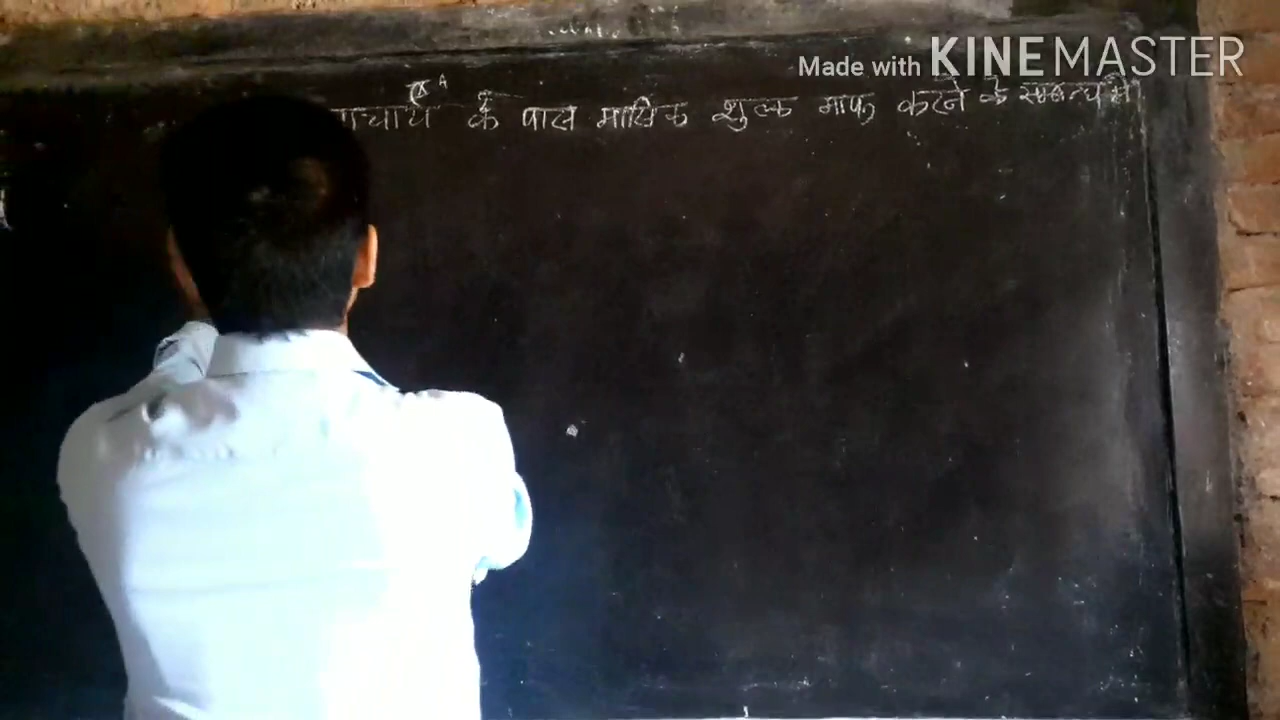 Made with KINEMASTER
के पास मासिक शुल्क माफ करने के सम्बन्ध में।